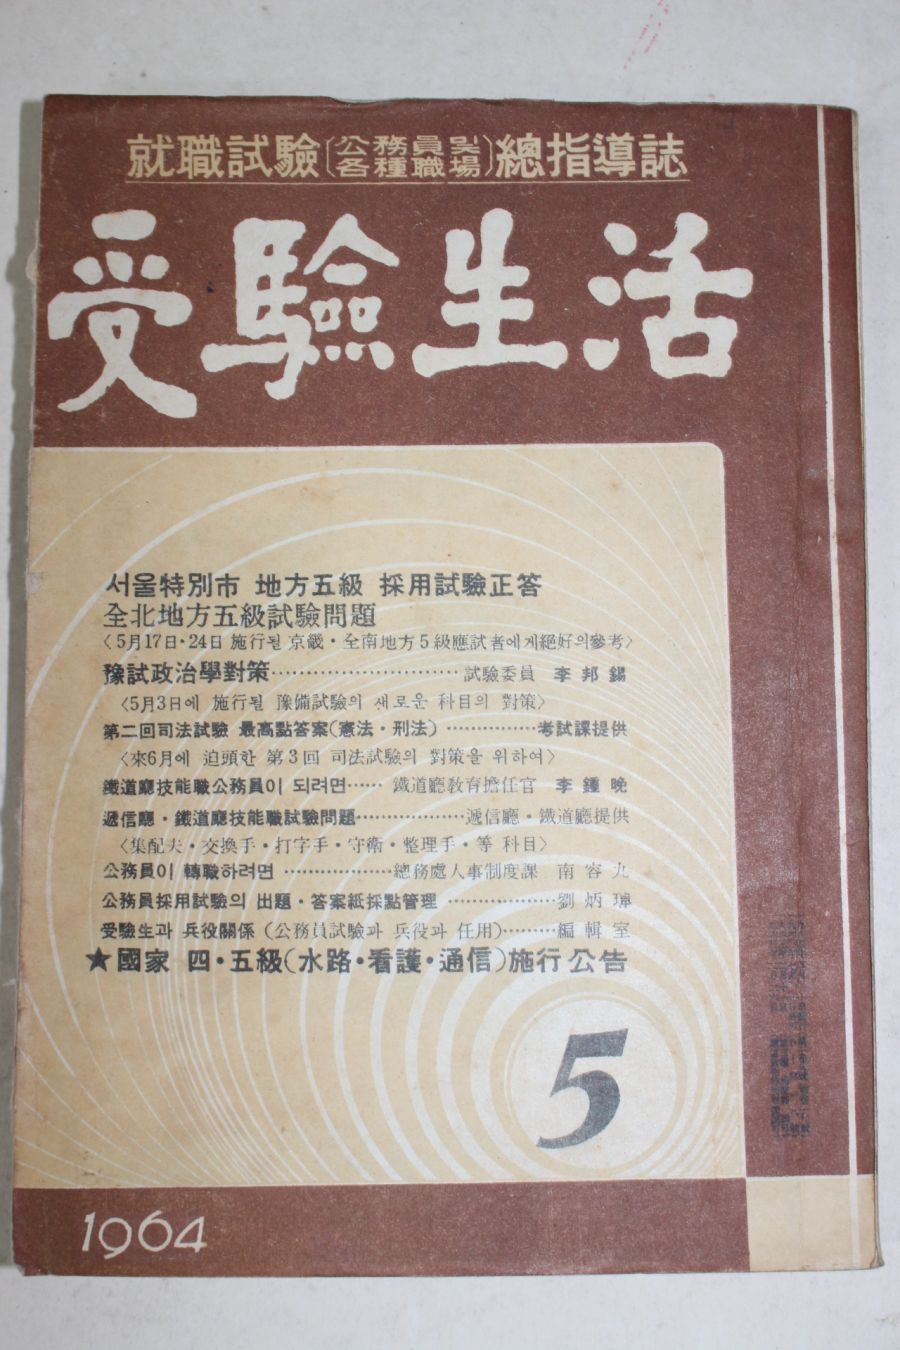 就職試驗(公務員및各種職場)總指導誌
受驗生活
서울特別市 地方五級 採用試驗正答
全北地方五級試驗問題
〈5月17日·24日 施行될 京畿·全南地方5級應試者에게絕好의參考〉
豫試政治學對策………………………試驗委員 李邦錫
〈5月3日에 施行될 豫備試驗의 새로운 科目의 對策〉
第二回司法試驗 最高點答案(憲法·刑法)……………考試課提供
〈來6月에 迫頭한 第3回 司法試驗의 對策을 위하여〉
鐵道廳技能職公務員이 되려면…… 鐵道廳敎育擔任官 李鍾晩
遞信廳·鐵道廳技能職試驗問題………………遞信廳·鐵道廳提供
〈集配夫·交換手·打字手·守衛·整理手·等 科目〉
公務員이 轉職하려면………………總務處人事制度課 南容九
公務員採用試驗의 出題·答案紙採點管理………………劉炳
受驗生과 兵役關係(公務員試驗과 兵役과 任用)………編輯室
★國家 四·五級(水路·看護·通信)施行公告
5
1964